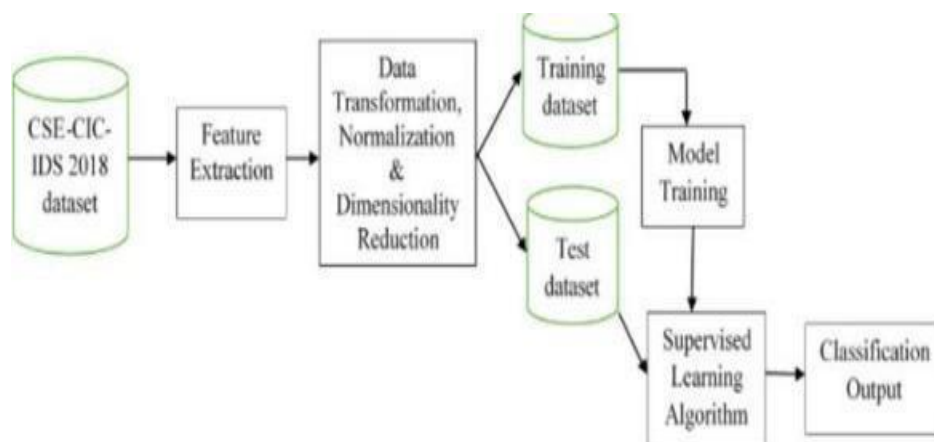 CSE-CIC-
IDS 2018
dataset
Feature
Extraction
Data
Transformation,
Normalization
&
Dimensionality
Reduction
Training
dataset
Test
dataset
Model
Training
Supervised
Learning
Algorithm
Classification
Output